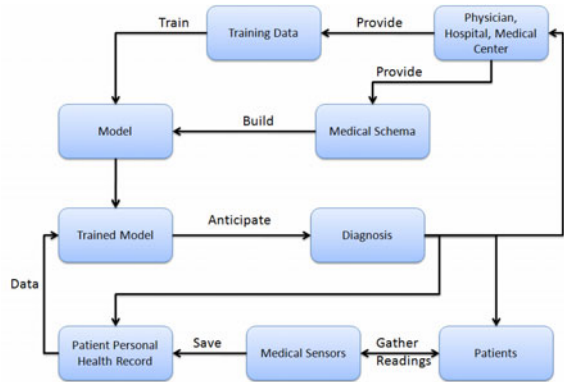 Train
Training Data
Provide
Physician,
Hospital, Medical
Center
Provide
Model
Build
Medical Schema
Trained Model
Anticipate
Diagnosis
Data
Patient Personal
Health Record
Save
Medical Sensors
Gather
Readings
Patients